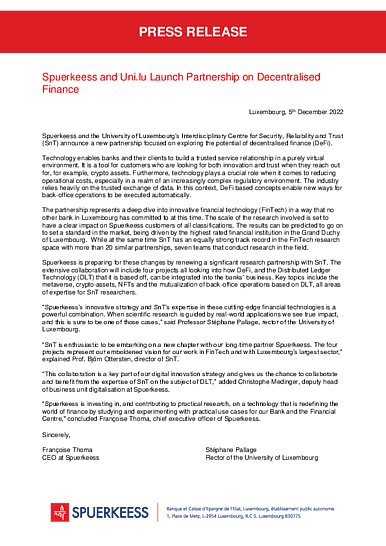 PRESS RELEASE
Spuerkeess and Uni.lu Launch Partnership on Decentralised
Finance
Luxembourg, 5th December 2022
Spuerkeess and the University of Luxembourg's Interdisciplinary Centre for Security, Reliability and Trust
(SnT) announce a new partnership focused on exploring the potential of decentralised finance (DeFi).
Technology enables banks and their clients to build a trusted service relationship in a purely virtual
environment. It is a tool for customers who are looking for both innovation and trust when they reach out
for, for example, crypto assets. Furthermore, technology plays a crucial role when it comes to reducing
operational costs, especially in a realm of an increasingly complex regulatory environment. The industry
relies heavily on the trusted exchange of data. In this context, DeFi based concepts enable new ways for
back-office operations to be executed automatically.
The partnership represents a deep dive into innovative financial technology (FinTech) in a way that no
other bank in Luxembourg has committed to at this time. The scale of the research involved is set to
have a clear impact on Spuerkeess customers of all classifications. The results can be predicted to go on
to set a standard in the market, being driven by the highest rated financial institution in the Grand Duchy
of Luxembourg. While at the same time SnT has an equally strong track record in the FinTech research
space with more than 20 similar partnerships, seven teams that conduct research in the field.
Spuerkeess is preparing for these changes by renewing a significant research partnership with SnT. The
extensive collaboration will include four projects all looking into how DeFi, and the Distributed Ledger
Technology (DLT) that it is based off, can be integrated into the banks' business. Key topics include the
metaverse, crypto assets, NFTs and the mutualization of back-office operations based on DLT, all areas
of expertise for SnT researchers.
"Spuerkess's innovative strategy and SnT's expertise in these cutting-edge financial technologies is a
powerful combination. When scientific research is guided by real-world applications we see true impact,
and this is sure to be one of those cases," said Professor Stéphane Pallage, rector of the University of
Luxembourg.
"SnT is enthusiastic to be embarking on a new chapter with our long-time partner Spuerkeess. The four
projects represent our emboldened vision for our work in FinTech and with Luxembourg's largest sector,"
explained Prof. Björn Ottersten, director of SnT.
"This collaboration is a key part of our digital innovation strategy and gives us the chance to collaborate
and benefit from the expertise of SnT on the subject of DLT," added Christophe Medinger, deputy head
of business unit digitalisation at Spuerkeess.
"Spuerkeess is investing in, and contributing to practical research, on a technology that is redefining the
world of finance by studying and experimenting with practical use cases for our Bank and the Financial
Centre," concluded Françoise Thoma, chief executive officer of Spuerkeess.
Sincerely,
Françoise Thoma Stéphane Pallage
CEO at Spuerkeess Rector of the University of Luxembourg
SPUERKEESS
Banque et Caisse d'Epargne de l'Etat, Luxembourg, établissement public autonome
1, Place de Metz, L-2954 Luxembourg, R.C.S. Luxembourg B30775